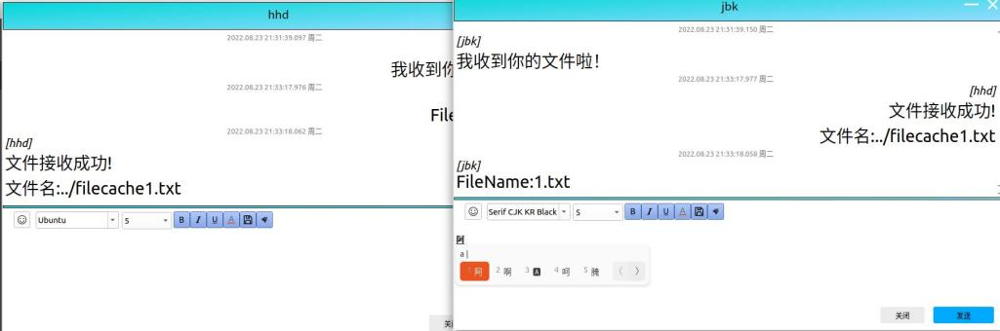 hhd
2022.08.23 21:31:39.097 周二
我收到你
2022.08.23 21:33:17.976 周二
File
2022.08.23 21:33:18.062 周二
[hhd]
文件接收成功!
文件名:../filecache1.txt
Ubuntu
5
B I U A
关
jbk
2022.08.23 21:31:39.150 周二
[jbk]
我收到你的文件啦!
2022.08.23 21:33:17.977 周二
[hhd]
文件接收成功!
文件名:../filecache1.txt
2022.08.23 21:33:18.058 周二
[jbk]
FileName:1.txt
Serif CJK KR Black
5
B I U A
阿
a
1 阿 2 啊 3 🅰 4 呵 5 腌
关闭 发送